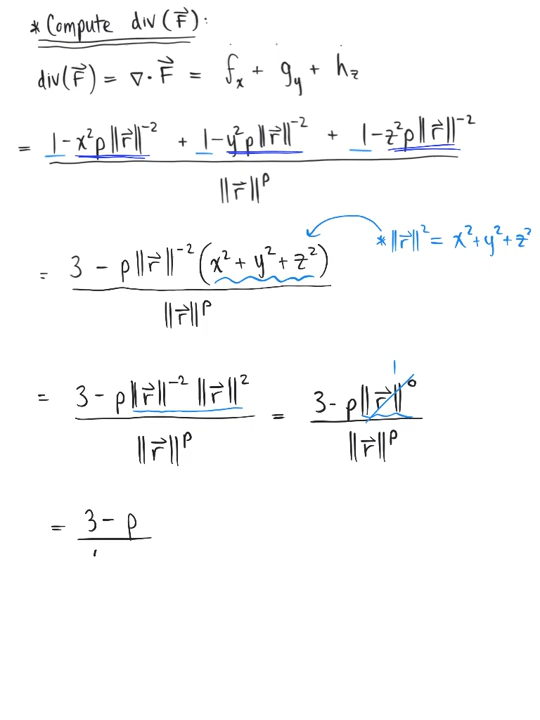 * Compute div(F⃗):
div(F⃗) = ∇·F⃗ = f_x + g_y + h_z
= (1 - x²p‖r⃗‖⁻² + 1 - y²p‖r⃗‖⁻² + 1 - z²p‖r⃗‖⁻²) / ‖r⃗‖ᵖ
* ‖r⃗‖² = x² + y² + z²
= (3 - p‖r⃗‖⁻² (x² + y² + z²)) / ‖r⃗‖ᵖ
= (3 - p‖r⃗‖⁻² ‖r⃗‖²) / ‖r⃗‖ᵖ = (3 - p‖r⃗‖⁰) / ‖r⃗‖ᵖ 1
= 3 - p